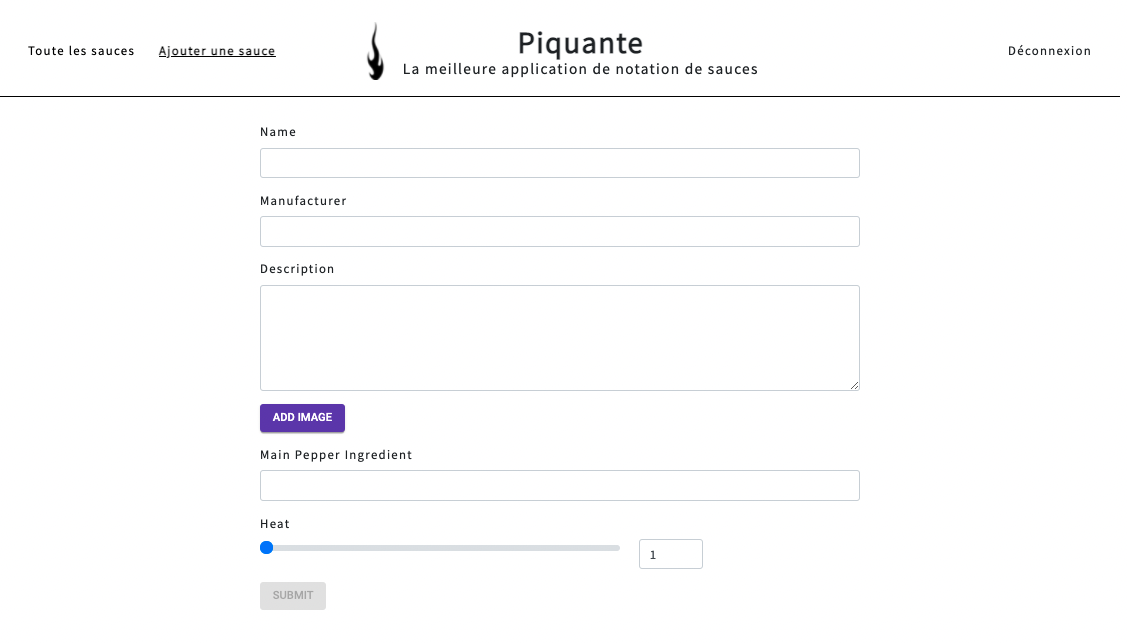 Toute les sauces
Ajouter une sauce
Piquante
La meilleure application de notation de sauces
Déconnexion
Name
Manufacturer
Description
ADD IMAGE
Main Pepper Ingredient
Heat
1
SUBMIT